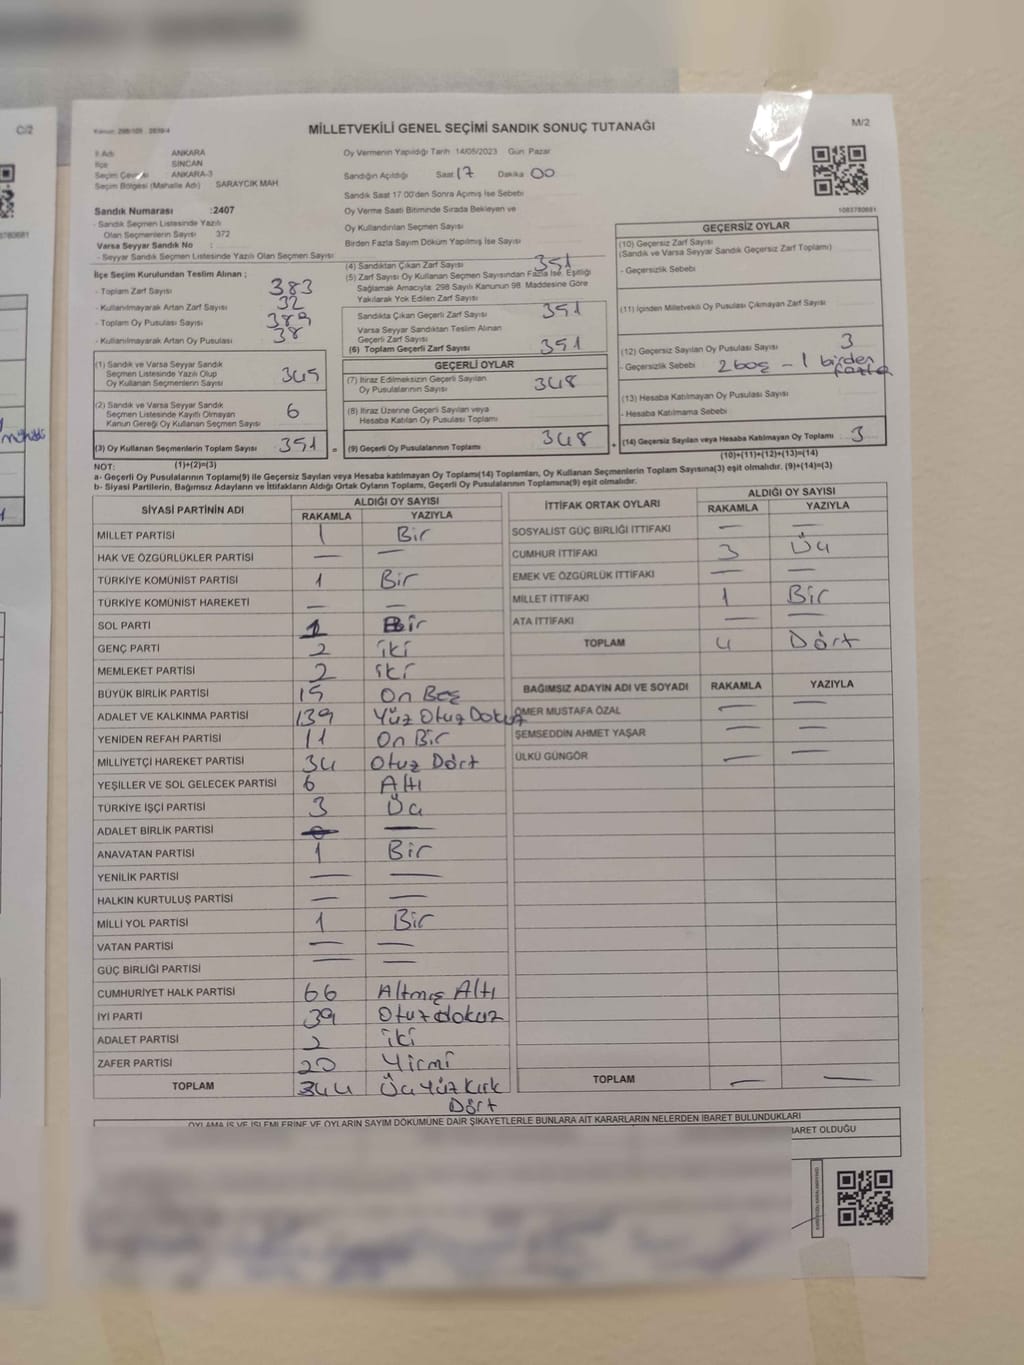 C/2
MİLLETVEKİLİ GENEL SEÇİMİ SANDIK SONUÇ TUTANAĞI
M/2
İl Adı ANKARA
İlçe SİNCAN
Seçim Çevresi ANKARA-3
Seçim Bölgesi (Mahalle Adı) SARAYCIK MAH
Sandık Numarası :2407
- Sandık Seçmen Listesinde Yazılı
Olan Seçmenlerin Sayısı 372
Varsa Seyyar Sandık No :
- Seyyar Sandık Seçmen Listesinde Yazılı Olan Seçmen Sayısı
İlçe Seçim Kurulundan Teslim Alınan ;
- Toplam Zarf Sayısı 383
- Kullanılmayarak Artan Zarf Sayısı 32
- Toplam Oy Pusulası Sayısı 389
- Kullanılmayarak Artan Oy Pusulası 38
(1) Sandık ve Varsa Seyyar Sandık
Seçmen Listesinde Yazılı Olup
Oy Kullanan Seçmenlerin Sayısı 345
(2) Sandık ve Varsa Seyyar Sandık
Seçmen Listesinde Kayıtlı Olmayan
Kanun Gereği Oy Kullanan Seçmen Sayısı 6
(3) Oy Kullanan Seçmenlerin Toplam Sayısı 351 =
Oy Vermenin Yapıldığı Tarih 14/05/2023 Gün Pazar
Sandığın Açıldığı Saat 17 Dakika 00
Sandık Saat 17 00'den Sonra Açımış İse Sebebi
Oy Verme Saati Bitiminde Sırada Bekleyen ve
Oy Kullandırılan Seçmen Sayısı
Birden Fazla Sayım Döküm Yapılmış İse Sayısı
(4) Sandıktan Çıkan Zarf Sayısı 351
(5) Zarf Sayısı Oy Kullanan Seçmen Sayısından Fazla İse, Eşitliği
Sağlamak Amacıyla 298 Sayılı Kanunun 98 Maddesine Göre
Yakılarak Yok Edilen Zarf Sayısı
Sandıkta Çıkan Geçerli Zarf Sayısı 351
Varsa Seyyar Sandıktan Teslim Alınan
Geçerli Zarf Sayısı
(6) Toplam Geçerli Zarf Sayısı 351
GEÇERLİ OYLAR
(7) İtiraz Edilmeksizin Geçerli Sayılan
Oy Pusulalarının Sayısı 348
(8) İtiraz Üzerine Geçerli Sayılan veya
Hesaba Katılan Oy Pusulası Toplamı
(9) Geçerli Oy Pusulalarının Toplamı 348 +
1083780681
GEÇERSİZ OYLAR
(10) Geçersiz Zarf Sayısı
(Sandık ve Varsa Seyyar Sandık Geçersiz Zarf Toplamı)
- Geçersizlik Sebebi
(11) İçinden Milletvekili Oy Pusulası Çıkmayan Zarf Sayısı
(12) Geçersiz Sayılan Oy Pusulası Sayısı 3
- Geçersizlik Sebebi 2 boş - 1 birden fazla
(13) Hesaba Katılmayan Oy Pusulası Sayısı
- Hesaba Katılmama Sebebi
(14) Geçersiz Sayılan veya Hesaba Katılmayan Oy Toplamı 3
(10)+(11)+(12)+(13)=(14)
NOT: (1)+(2)=(3)
a- Geçerli Oy Pusulalarının Toplamı(9) ile Geçersiz Sayılan veya Hesaba katılmayan Oy Toplamı(14) Toplamları, Oy Kullanan Seçmenlerin Toplam Sayısına(3) eşit olmalıdır. (9)+(14)=(3)
b- Siyasi Partilerin, Bağımsız Adayların ve İttifakların Aldığı Ortak Oyların Toplamı, Geçerli Oy Pusulalarının Toplamına(9) eşit olmalıdır.
SİYASİ PARTİNİN ADI ALDIĞI OY SAYISI
RAKAMLA YAZIYLA
MİLLET PARTİSİ 1 Bir
HAK VE ÖZGÜRLÜKLER PARTİSİ — —
TÜRKİYE KOMÜNİST PARTİSİ 1 Bir
TÜRKİYE KOMÜNİST HAREKETİ — —
SOL PARTİ 1 Bir
GENÇ PARTİ 2 iki
MEMLEKET PARTİSİ 2 iki
BÜYÜK BİRLİK PARTİSİ 15 On Beş
ADALET VE KALKINMA PARTİSİ 139 Yüz Otuz Dokuz
YENİDEN REFAH PARTİSİ 11 On Bir
MİLLİYETÇİ HAREKET PARTİSİ 34 Otuz Dört
YEŞİLLER VE SOL GELECEK PARTİSİ 6 Altı
TÜRKİYE İŞÇİ PARTİSİ 3 Üç
ADALET BİRLİK PARTİSİ — —
ANAVATAN PARTİSİ 1 Bir
YENİLİK PARTİSİ — —
HALKIN KURTULUŞ PARTİSİ — —
MİLLİ YOL PARTİSİ 1 Bir
VATAN PARTİSİ — —
GÜÇ BİRLİĞİ PARTİSİ — —
CUMHURİYET HALK PARTİSİ 66 Altmış Altı
İYİ PARTİ 39 Otuz dokuz
ADALET PARTİSİ 2 iki
ZAFER PARTİSİ 20 Yirmi
TOPLAM 344 Üç Yüz Kırk
Dört
İTTİFAK ORTAK OYLARI ALDIĞI OY SAYISI
RAKAMLA YAZIYLA
SOSYALİST GÜÇ BİRLİĞİ İTTİFAKI — —
CUMHUR İTTİFAKI 3 Üç
EMEK VE ÖZGÜRLÜK İTTİFAKI — —
MİLLET İTTİFAKI 1 Bir
ATA İTTİFAKI — —
TOPLAM 4 Dört
BAĞIMSIZ ADAYIN ADI VE SOYADI RAKAMLA YAZIYLA
ÖMER MUSTAFA ÖZAL — —
ŞEMSEDDİN AHMET YAŞAR — —
ÜLKÜ GÜNGÖR — —
TOPLAM — —
OYLAMA İŞ VE İŞLEMLERİNE VE OYLARIN SAYIM DÖKÜMÜNE DAİR ŞİKAYETLERLE BUNLARA AİT KARARLARIN NELERDEN İBARET BULUNDUKLARI
BARET OLDUĞU